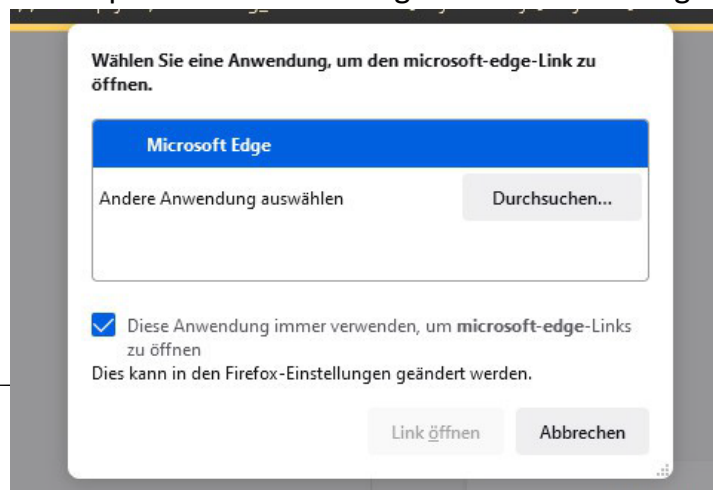 Wählen Sie eine Anwendung, um den microsoft-edge-Link zu
öffnen.
Microsoft Edge
Andere Anwendung auswählen
Durchsuchen...
Diese Anwendung immer verwenden, um microsoft-edge-Links
zu öffnen
Dies kann in den Firefox-Einstellungen geändert werden.
Link öffnen
Abbrechen